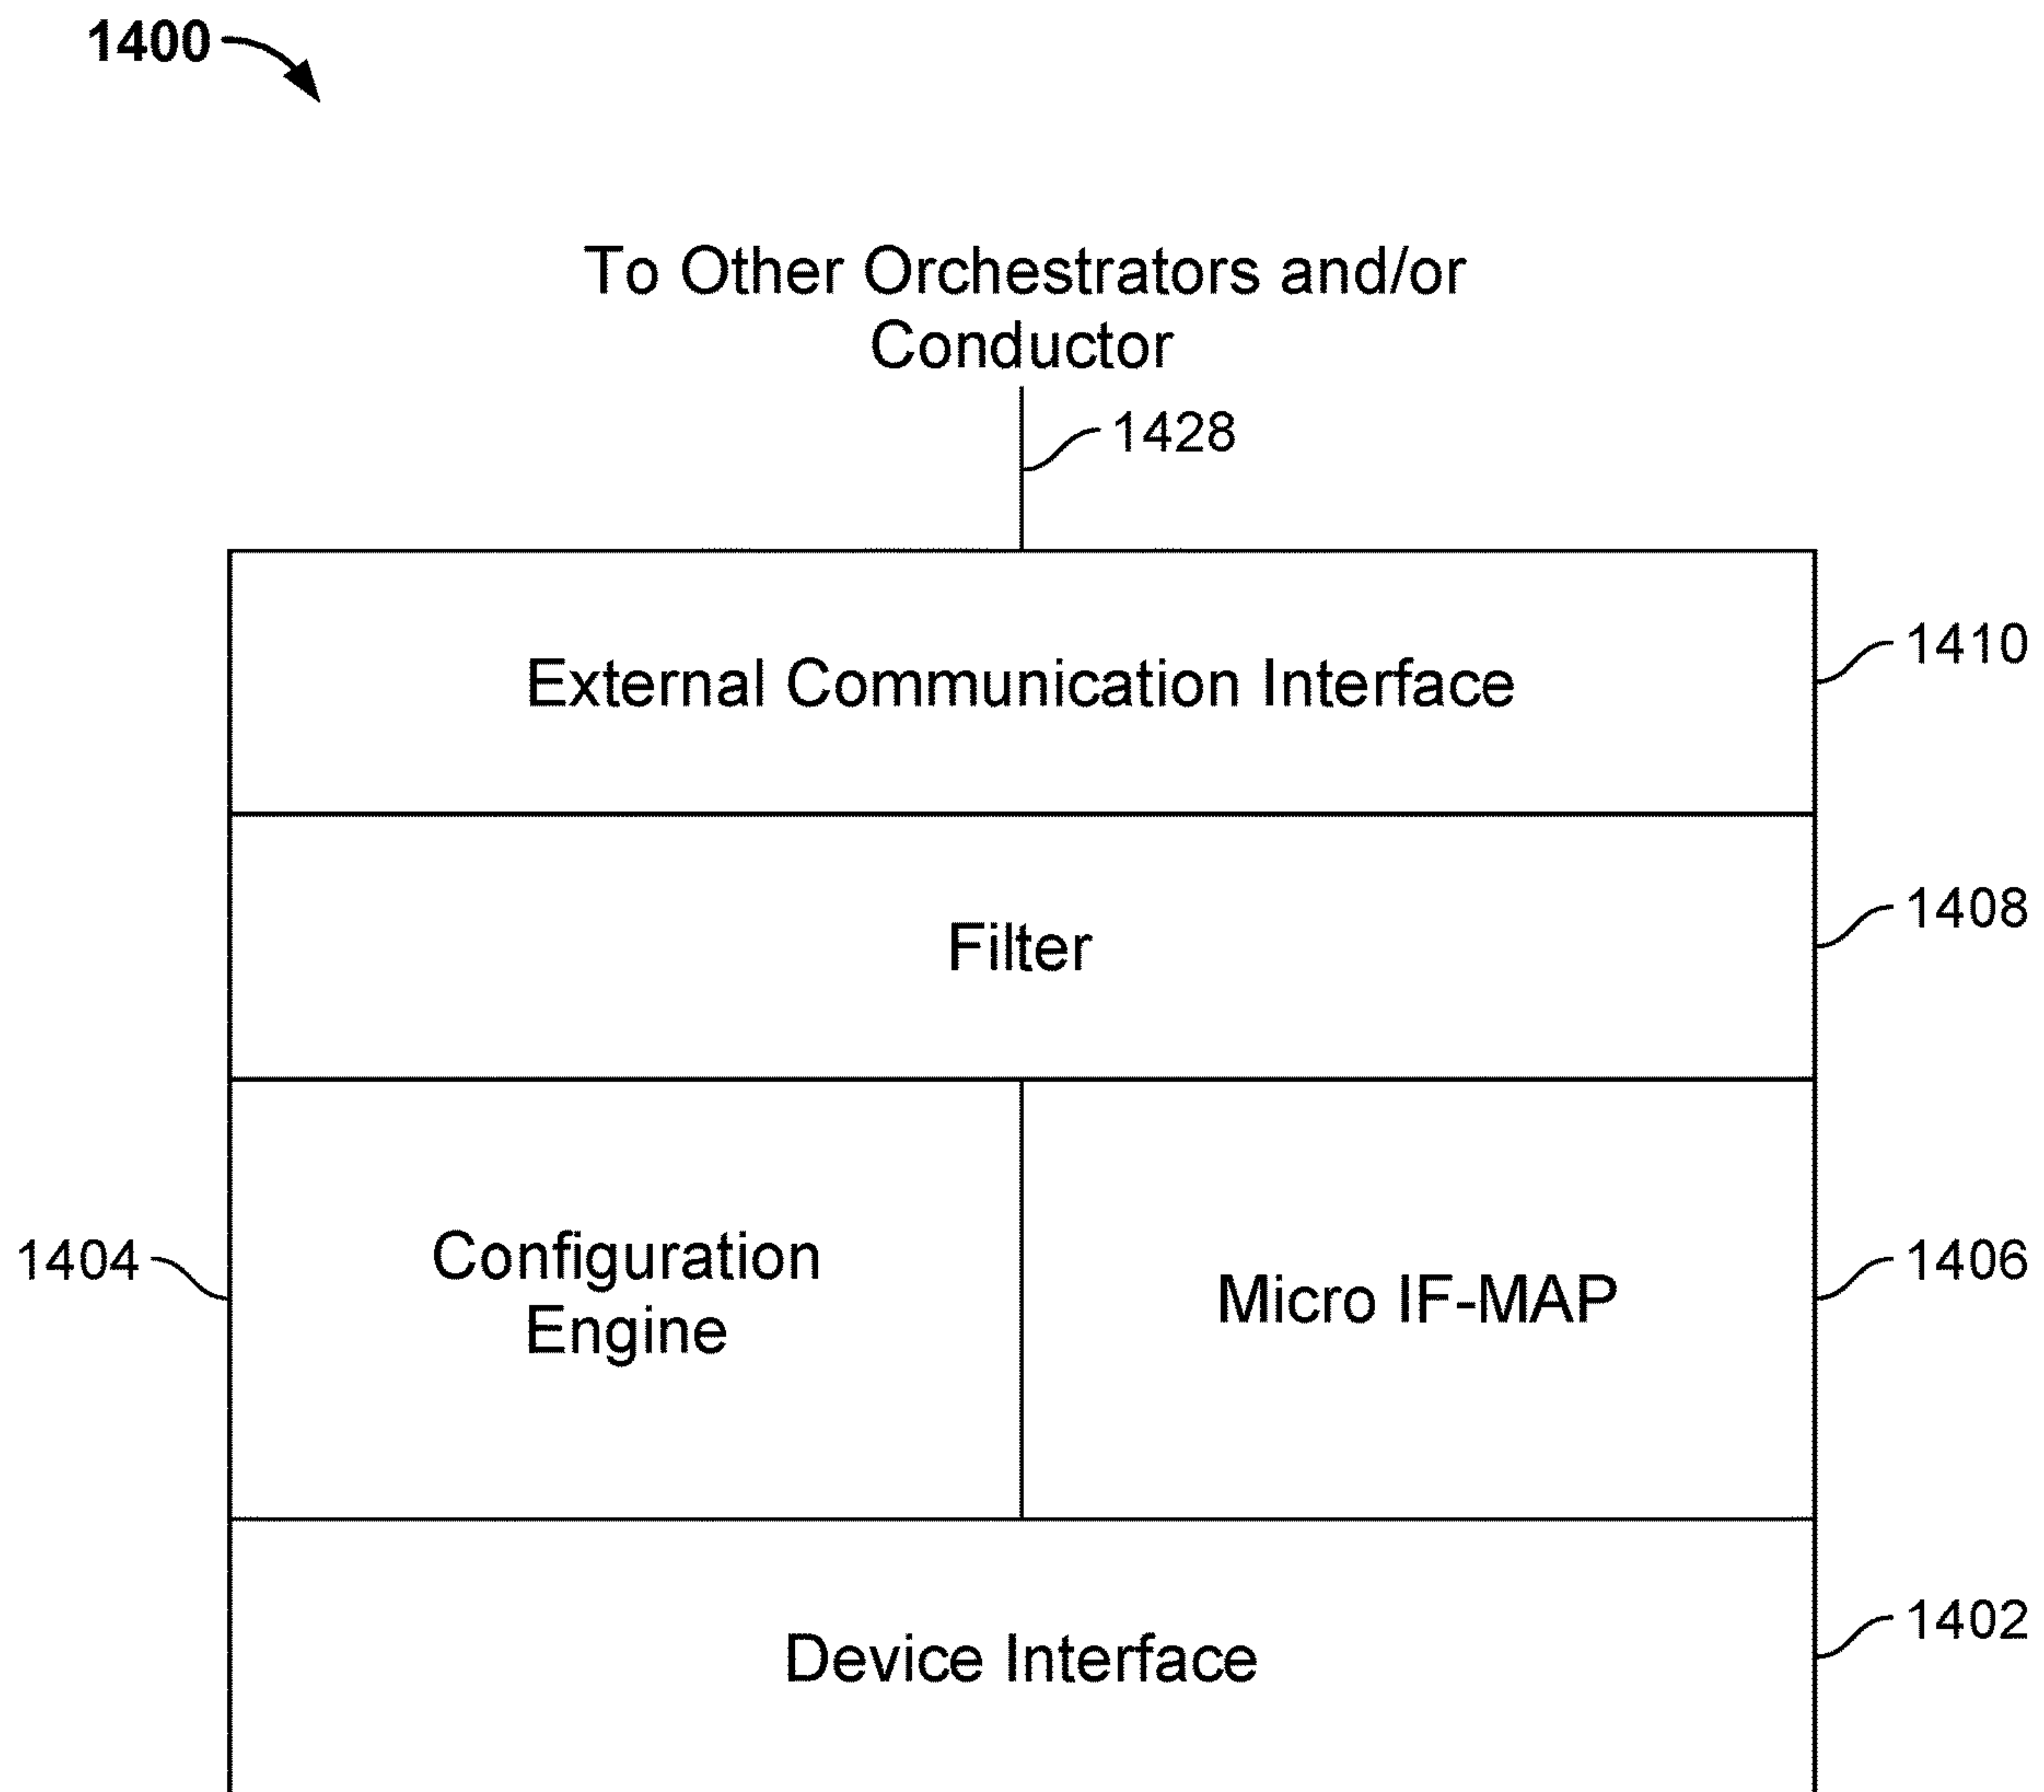 1400
To Other Orchestrators and/or
Conductor
1428
External Communication Interface
1410
Filter
1408
1404
Configuration
Engine
Micro IF-MAP
1406
Device Interface
1402